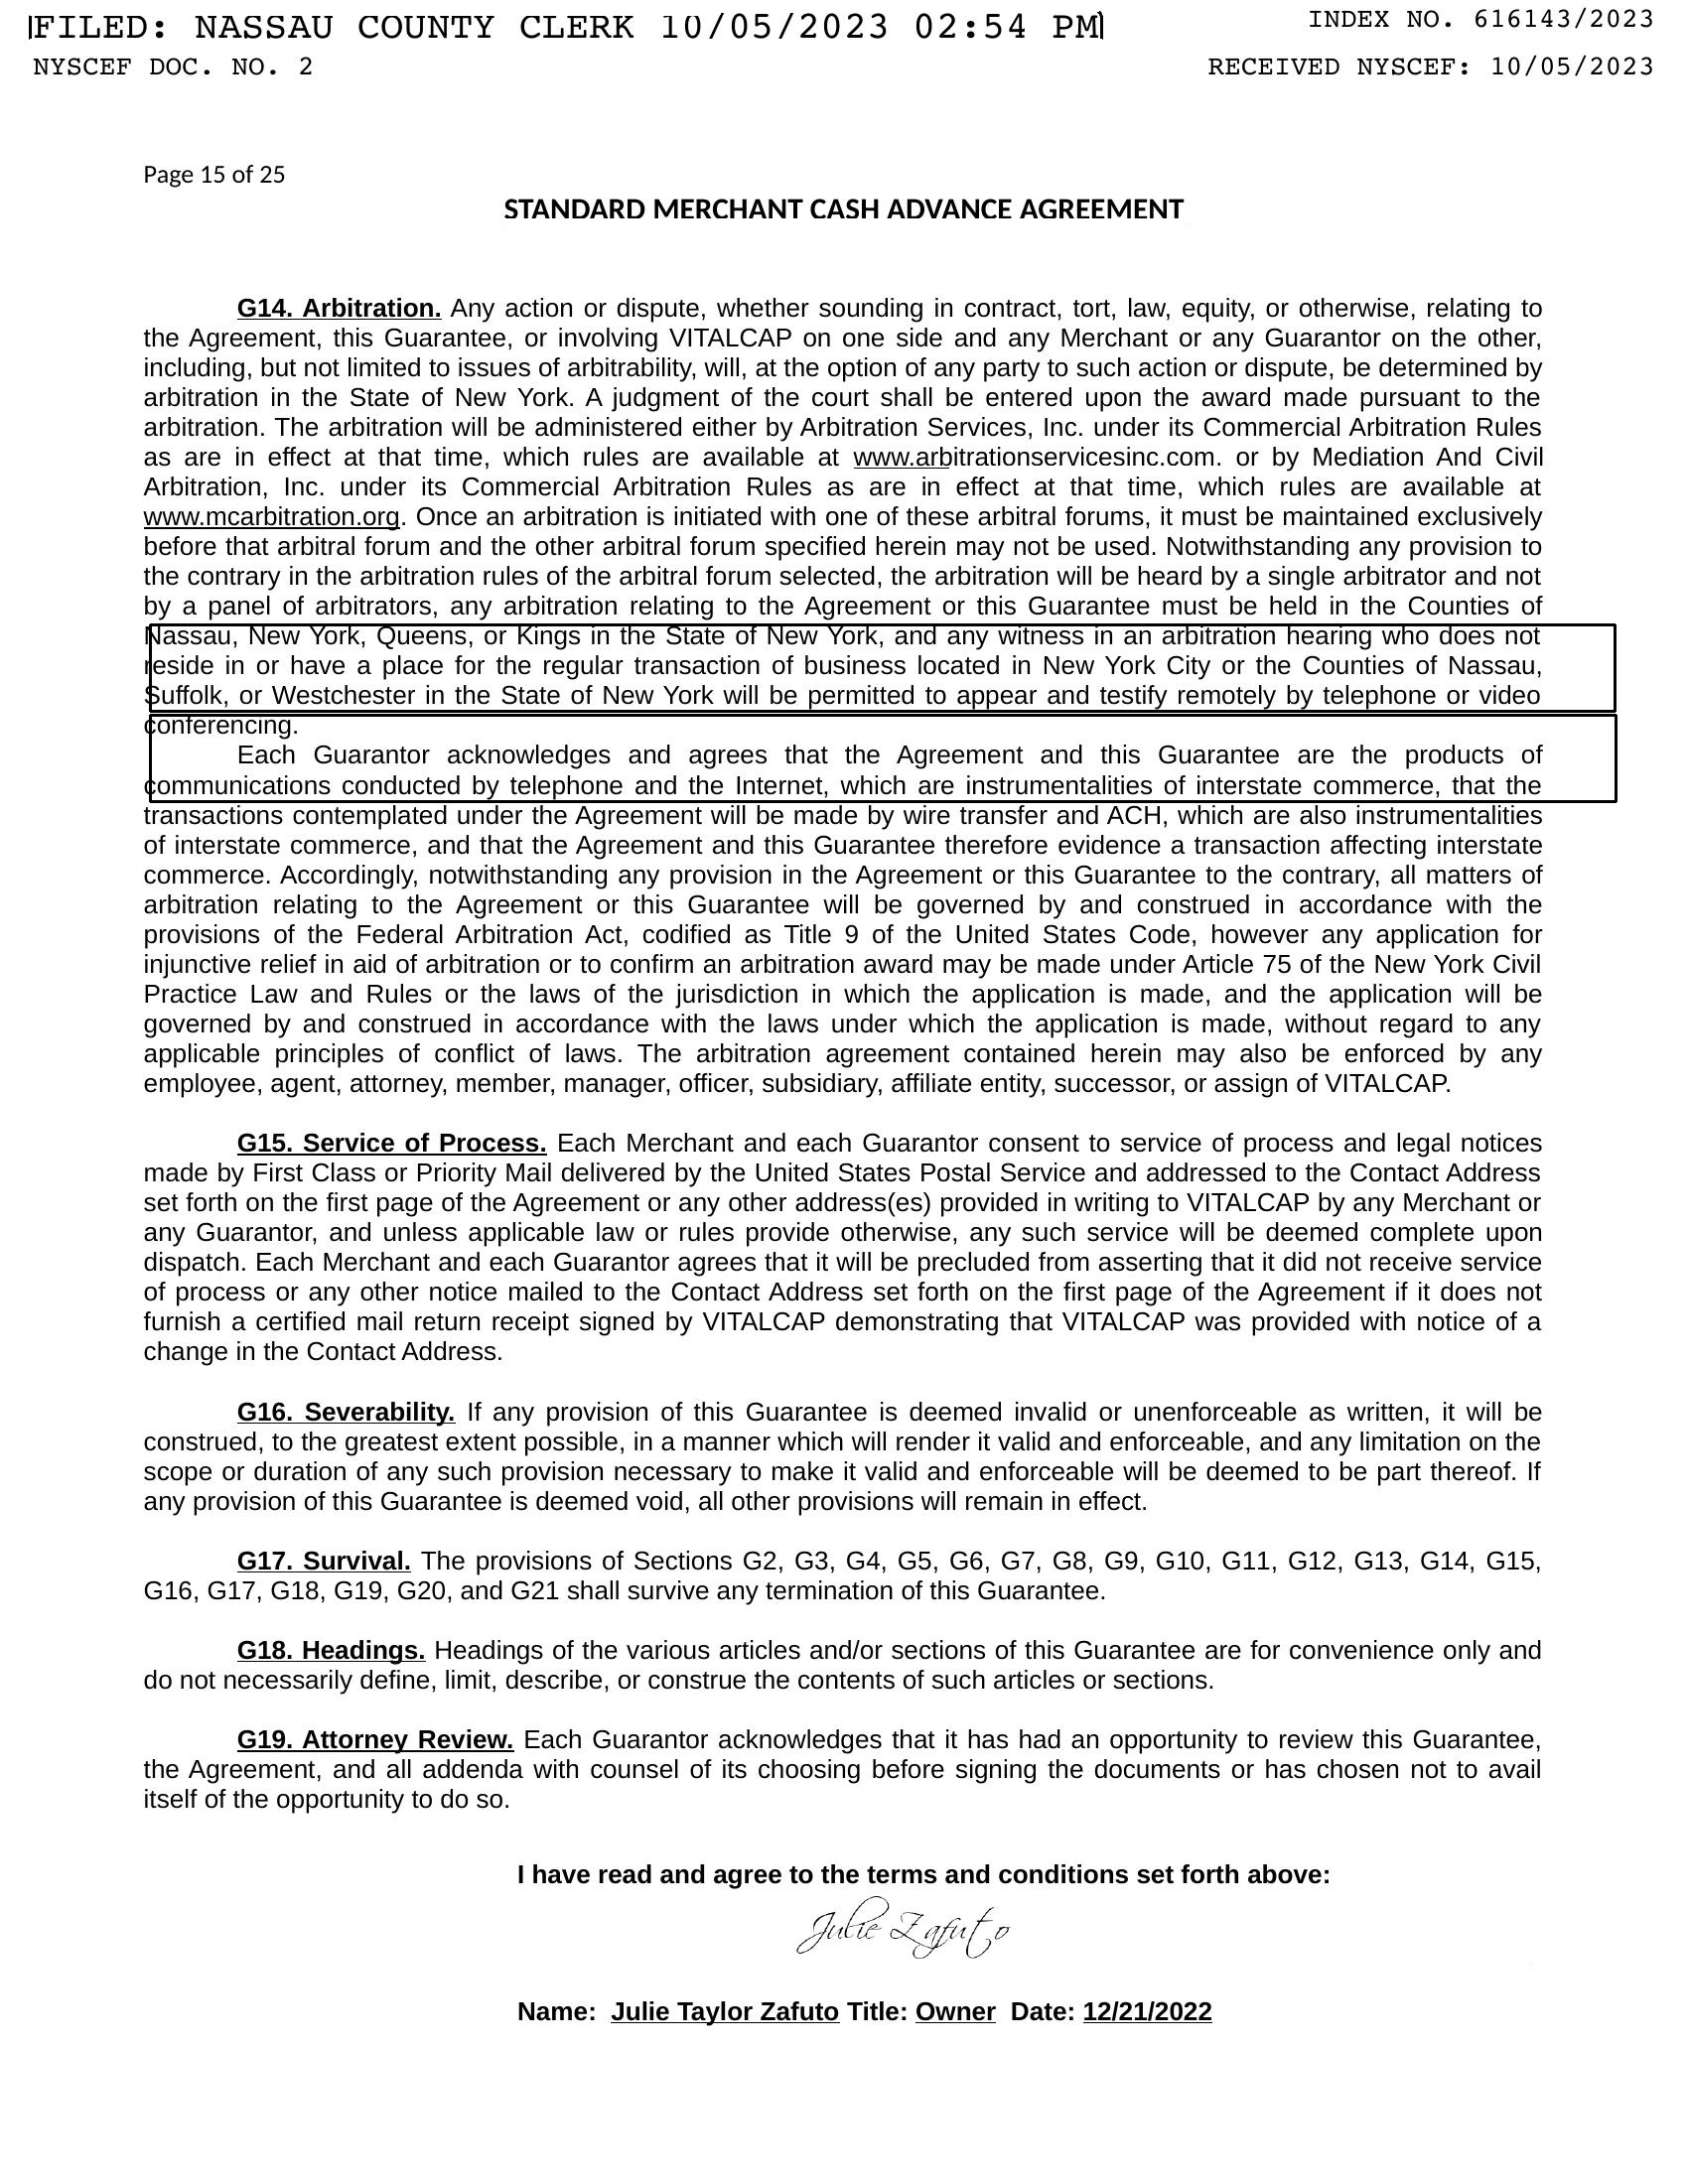 FILED: NASSAU COUNTY CLERK 10/05/2023 02:54 PM
INDEX NO. 616143/2023
NYSCEF DOC. NO. 2
RECEIVED NYSCEF: 10/05/2023
Page 15 of 25
STANDARD MERCHANT CASH ADVANCE AGREEMENT
G14. Arbitration. Any action or dispute, whether sounding in contract, tort, law, equity, or otherwise, relating to
the Agreement, this Guarantee, or involving VITALCAP on one side and any Merchant or any Guarantor on the other,
including, but not limited to issues of arbitrability, will, at the option of any party to such action or dispute, be determined by
arbitration in the State of New York. A judgment of the court shall be entered upon the award made pursuant to the
arbitration. The arbitration will be administered either by Arbitration Services, Inc. under its Commercial Arbitration Rules
as are in effect at that time, which rules are available at www.arbitrationservicesinc.com. or by Mediation And Civil
Arbitration, Inc. under its Commercial Arbitration Rules as are in effect at that time, which rules are available at
www.mcarbitration.org. Once an arbitration is initiated with one of these arbitral forums, it must be maintained exclusively
before that arbitral forum and the other arbitral forum specified herein may not be used. Notwithstanding any provision to
the contrary in the arbitration rules of the arbitral forum selected, the arbitration will be heard by a single arbitrator and not
by a panel of arbitrators, any arbitration relating to the Agreement or this Guarantee must be held in the Counties of
Nassau, New York, Queens, or Kings in the State of New York, and any witness in an arbitration hearing who does not
reside in or have a place for the regular transaction of business located in New York City or the Counties of Nassau,
Suffolk, or Westchester in the State of New York will be permitted to appear and testify remotely by telephone or video
conferencing.
Each Guarantor acknowledges and agrees that the Agreement and this Guarantee are the products of
communications conducted by telephone and the Internet, which are instrumentalities of interstate commerce, that the
transactions contemplated under the Agreement will be made by wire transfer and ACH, which are also instrumentalities
of interstate commerce, and that the Agreement and this Guarantee therefore evidence a transaction affecting interstate
commerce. Accordingly, notwithstanding any provision in the Agreement or this Guarantee to the contrary, all matters of
arbitration relating to the Agreement or this Guarantee will be governed by and construed in accordance with the
provisions of the Federal Arbitration Act, codified as Title 9 of the United States Code, however any application for
injunctive relief in aid of arbitration or to confirm an arbitration award may be made under Article 75 of the New York Civil
Practice Law and Rules or the laws of the jurisdiction in which the application is made, and the application will be
governed by and construed in accordance with the laws under which the application is made, without regard to any
applicable principles of conflict of laws. The arbitration agreement contained herein may also be enforced by any
employee, agent, attorney, member, manager, officer, subsidiary, affiliate entity, successor, or assign of VITALCAP.
G15. Service of Process. Each Merchant and each Guarantor consent to service of process and legal notices
made by First Class or Priority Mail delivered by the United States Postal Service and addressed to the Contact Address
set forth on the first page of the Agreement or any other address(es) provided in writing to VITALCAP by any Merchant or
any Guarantor, and unless applicable law or rules provide otherwise, any such service will be deemed complete upon
dispatch. Each Merchant and each Guarantor agrees that it will be precluded from asserting that it did not receive service
of process or any other notice mailed to the Contact Address set forth on the first page of the Agreement if it does not
furnish a certified mail return receipt signed by VITALCAP demonstrating that VITALCAP was provided with notice of a
change in the Contact Address.
G16. Severability. If any provision of this Guarantee is deemed invalid or unenforceable as written, it will be
construed, to the greatest extent possible, in a manner which will render it valid and enforceable, and any limitation on the
scope or duration of any such provision necessary to make it valid and enforceable will be deemed to be part thereof. If
any provision of this Guarantee is deemed void, all other provisions will remain in effect.
G17. Survival. The provisions of Sections G2, G3, G4, G5, G6, G7, G8, G9, G10, G11, G12, G13, G14, G15,
G16, G17, G18, G19, G20, and G21 shall survive any termination of this Guarantee.
G18. Headings. Headings of the various articles and/or sections of this Guarantee are for convenience only and
do not necessarily define, limit, describe, or construe the contents of such articles or sections.
G19. Attorney Review. Each Guarantor acknowledges that it has had an opportunity to review this Guarantee,
the Agreement, and all addenda with counsel of its choosing before signing the documents or has chosen not to avail
itself of the opportunity to do so.
I have read and agree to the terms and conditions set forth above:
Julie Zafuto
Name: Julie Taylor Zafuto Title: Owner Date: 12/21/2022